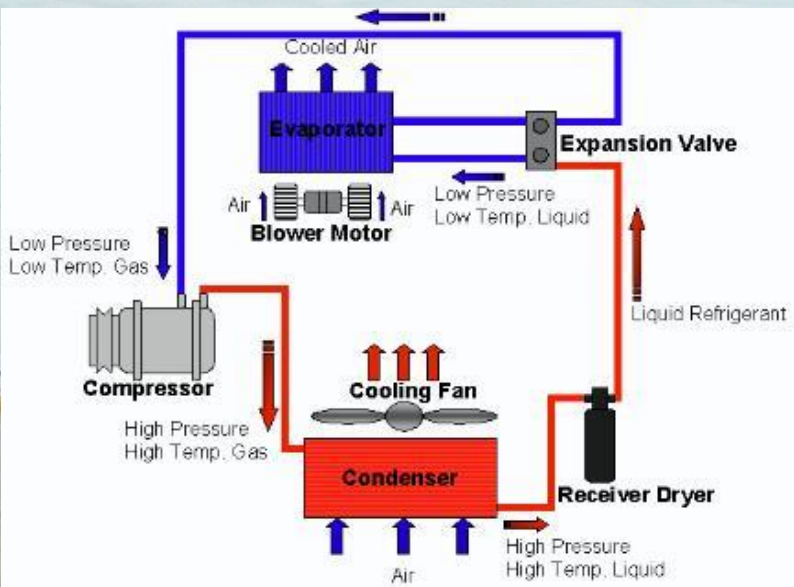 Cooled Air
Evaporator
Expansion Valve
Air
Air
Blower Motor
Low Pressure
Low Temp. Liquid
Low Pressure
Low Temp. Gas
Liquid Refrigerant
Compressor
Cooling Fan
High Pressure
High Temp. Gas
Condenser
Receiver Dryer
High Pressure
High Temp. Liquid
Air